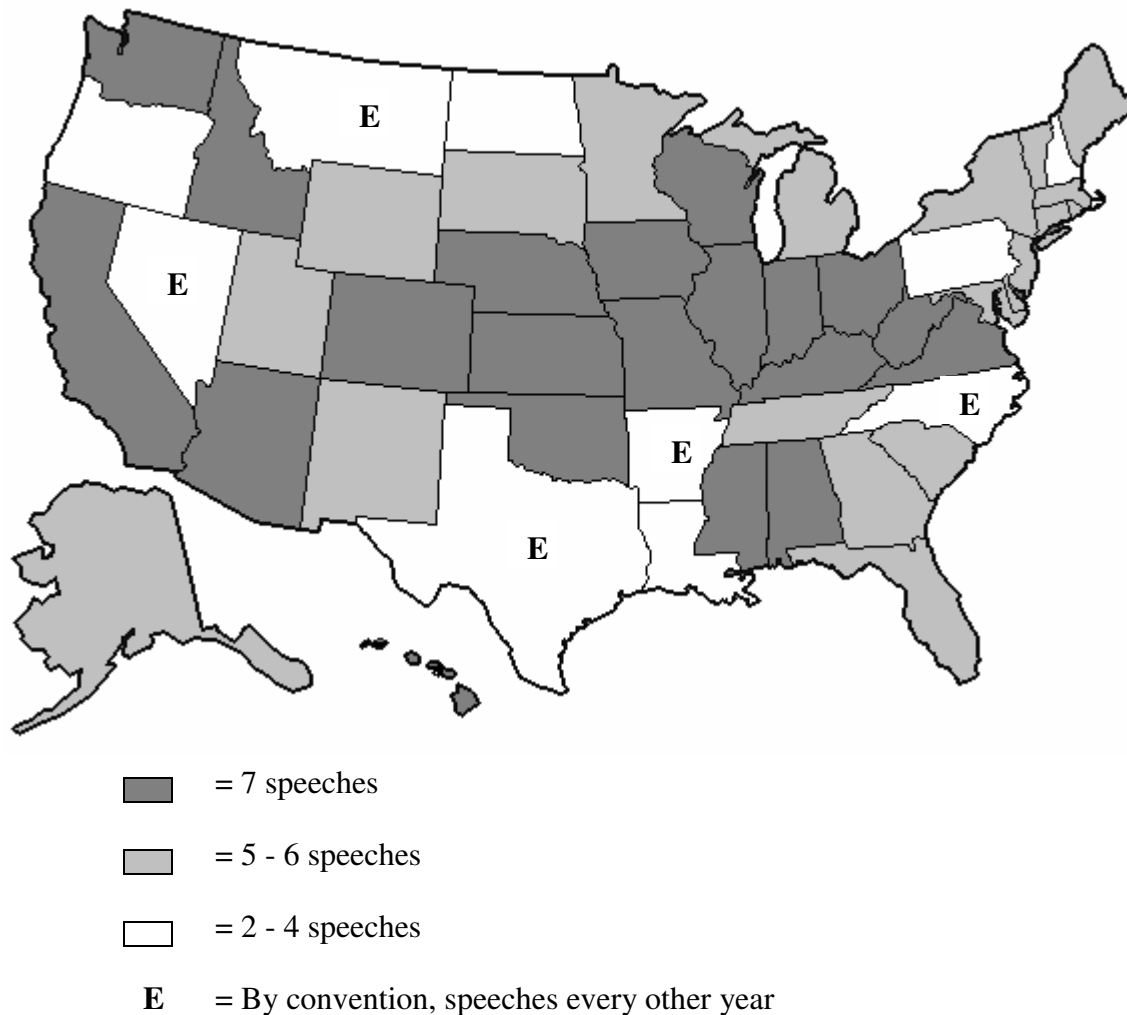 E
E
E
E
E
= 7 speeches
= 5 - 6 speeches
= 2 - 4 speeches
E = By convention, speeches every other year